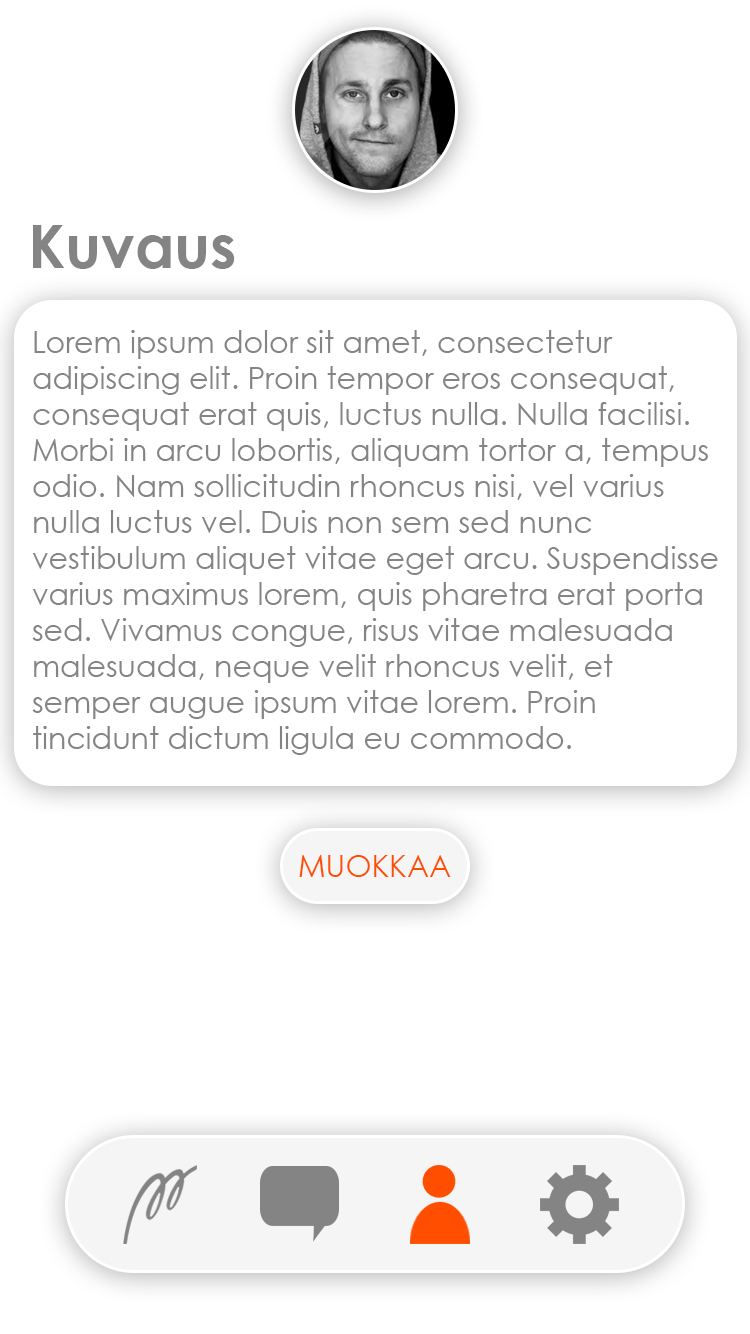 Kuvaus
Lorem ipsum dolor sit amet, consectetur
adipiscing elit. Proin tempor eros consequat,
consequat erat quis, luctus nulla. Nulla facilisi.
Morbi in arcu lobortis, aliquam tortor a, tempus
odio. Nam sollicitudin rhoncus nisi, vel varius
nulla luctus vel. Duis non sem sed nunc
vestibulum aliquet vitae eget arcu. Suspendisse
varius maximus lorem, quis pharetra erat porta
sed. Vivamus congue, risus vitae malesuada
malesuada, neque velit rhoncus velit, et
semper augue ipsum vitae lorem. Proin
tincidunt dictum ligula eu commodo.
MUOKKAA